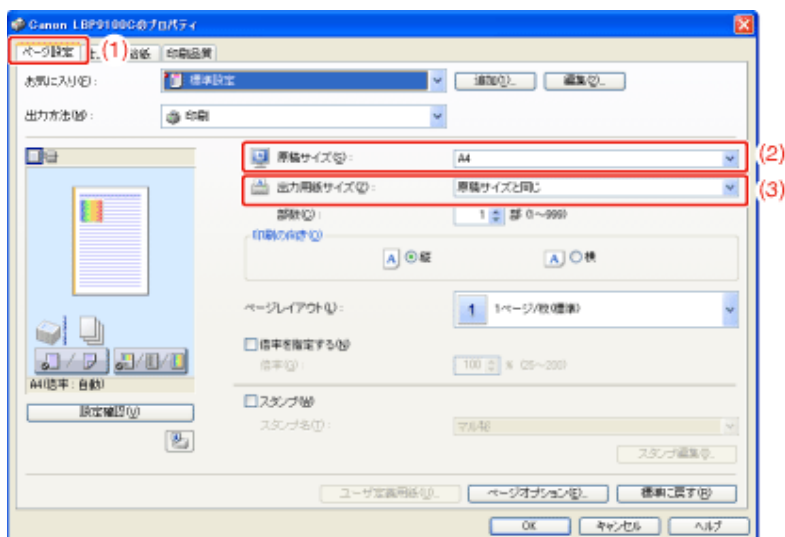 Canon LBP9100Cのプロパティ
ページ設定 (1) 給紙 印刷品質
お気に入り(F): 標準設定 追加(1)... 編集(2)...
出力方法(M): 印刷
原稿サイズ(S): A4 (2)
出力用紙サイズ(Z): 原稿サイズと同じ (3)
部数(C): 1 部 (1～999)
印刷の向き(O)
A 縦 A 横
ページレイアウト(L): 1 1ページ/枚(標準)
倍率を指定する(N)
倍率(G): 100 % (25～200)
A4(倍率：自動)
設定確認(V)
スタンプ(W)
スタンプ名(T): マル秘
スタンプ編集(I)...
ユーザ定義用紙(U)... ページオプション(E)... 標準に戻す(R)
OK キャンセル ヘルプ